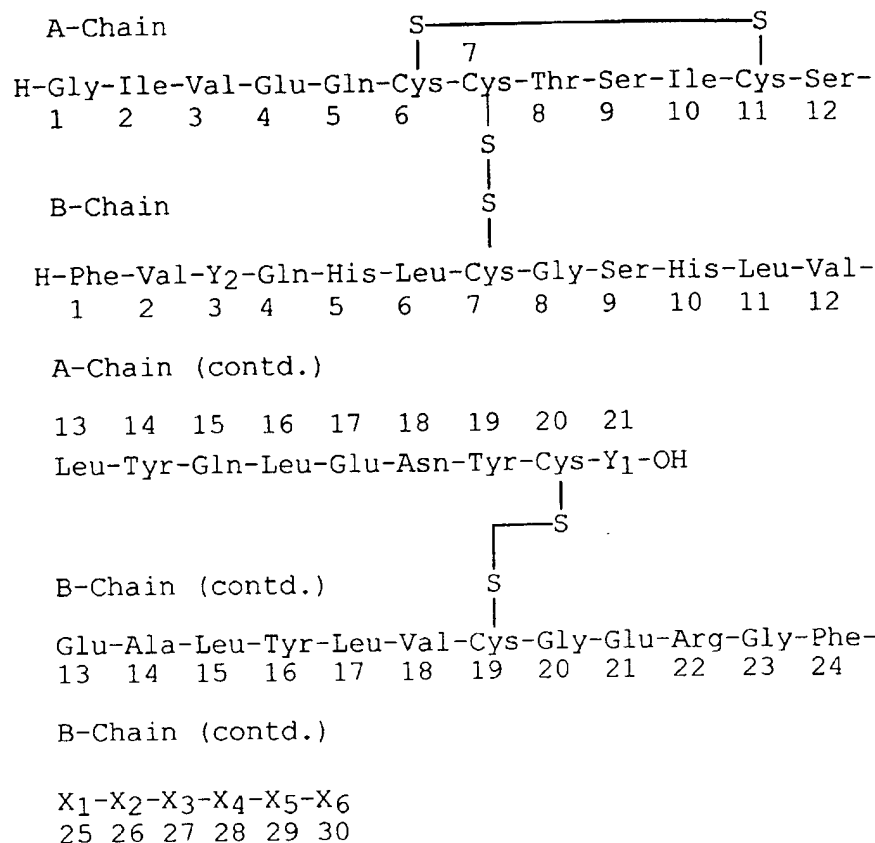 A-Chain
S S
7
H-Gly-Ile-Val-Glu-Gln-Cys-Cys-Thr-Ser-Ile-Cys-Ser-
1 2 3 4 5 6 8 9 10 11 12
S
S
B-Chain
H-Phe-Val-Y2-Gln-His-Leu-Cys-Gly-Ser-His-Leu-Val-
1 2 3 4 5 6 7 8 9 10 11 12
A-Chain (contd.)
13 14 15 16 17 18 19 20 21
Leu-Tyr-Gln-Leu-Glu-Asn-Tyr-Cys-Y1-OH
S
S
B-Chain (contd.)
Glu-Ala-Leu-Tyr-Leu-Val-Cys-Gly-Glu-Arg-Gly-Phe-
13 14 15 16 17 18 19 20 21 22 23 24
B-Chain (contd.)
X1-X2-X3-X4-X5-X6
25 26 27 28 29 30